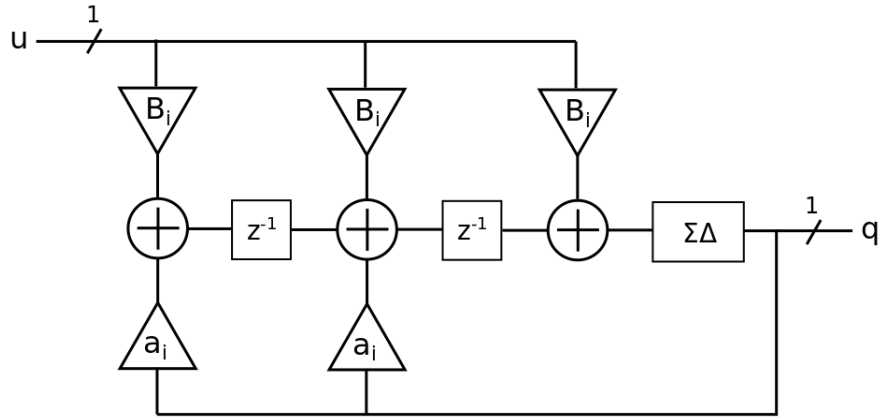 1
u
B_i B_i B_i
z^-1 z^-1 ΣΔ
1
q
a_i a_i